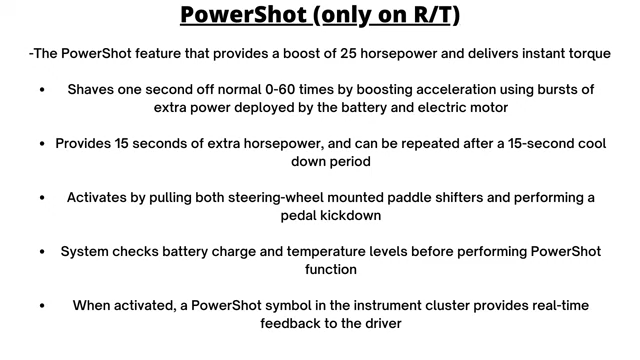 PowerShot (only on R/T)
-The PowerShot feature that provides a boost of 25 horsepower and delivers instant torque
• Shaves one second off normal 0-60 times by boosting acceleration using bursts of
extra power deployed by the battery and electric motor
• Provides 15 seconds of extra horsepower, and can be repeated after a 15-second cool
down period
• Activates by pulling both steering-wheel mounted paddle shifters and performing a
pedal kickdown
• System checks battery charge and temperature levels before performing PowerShot
function
• When activated, a PowerShot symbol in the instrument cluster provides real-time
feedback to the driver